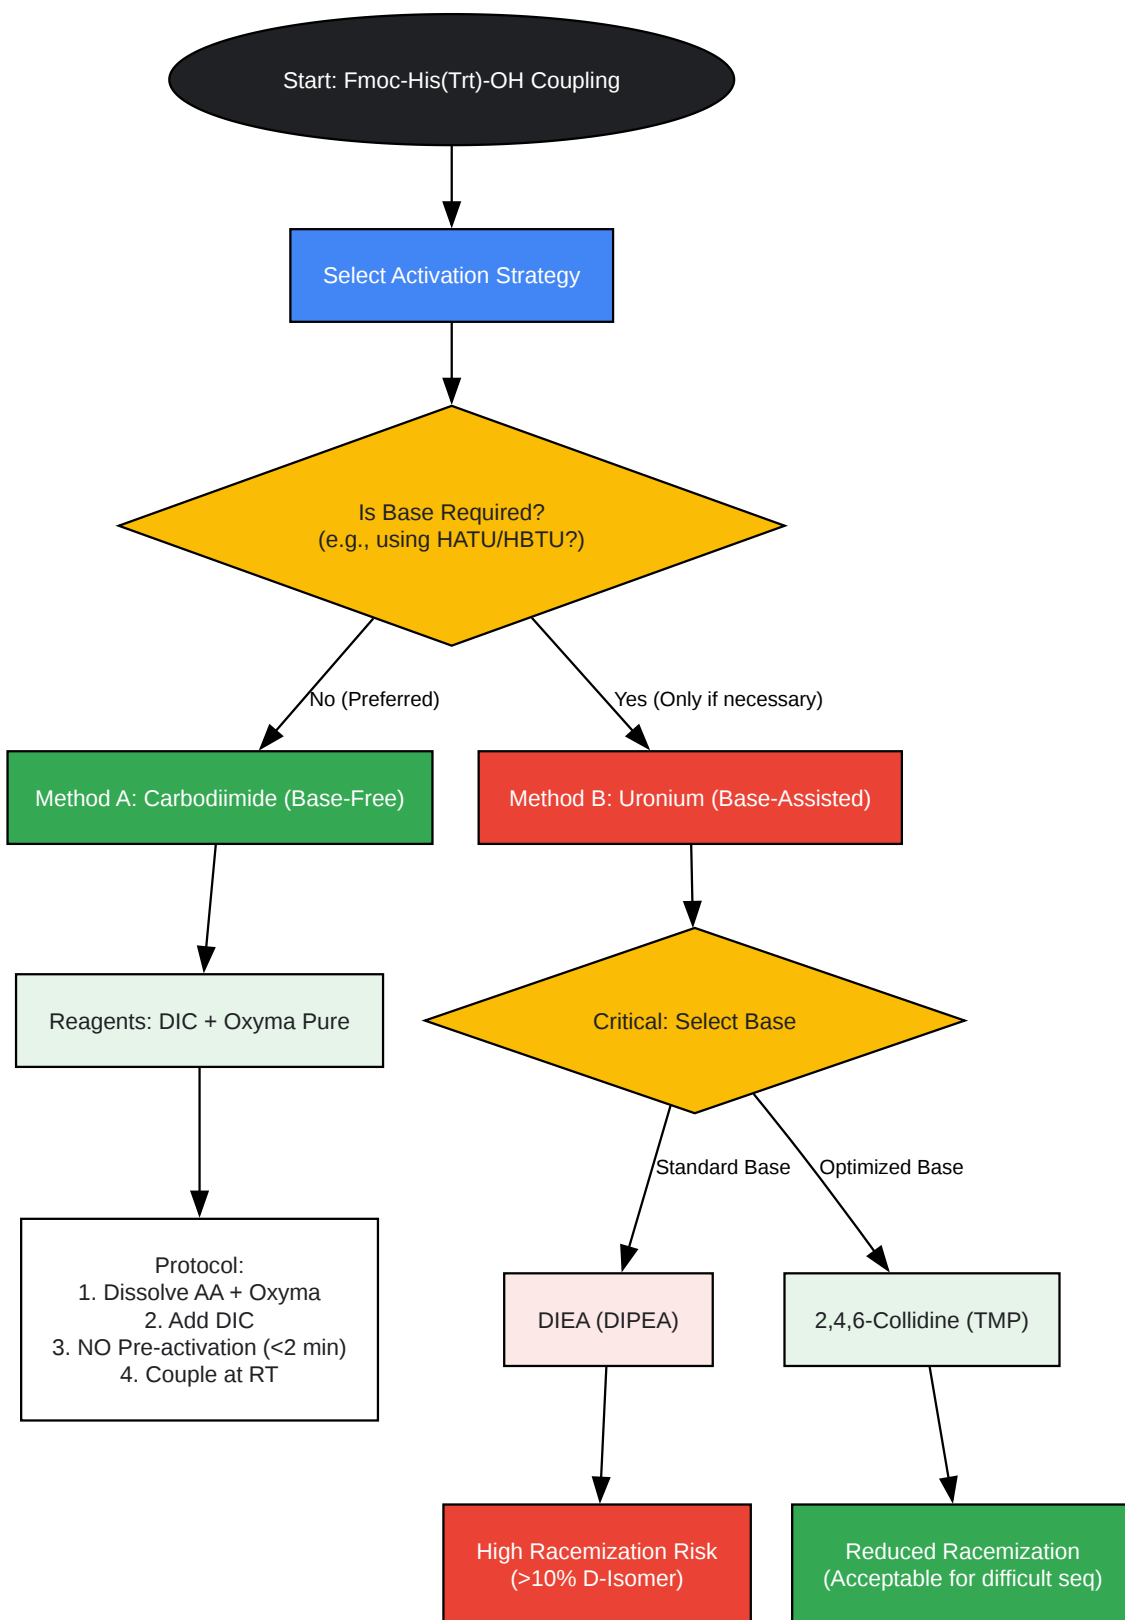 Start: Fmoc-His(Trt)-OH Coupling
Select Activation Strategy
Is Base Required?
(e.g., using HATU/HBTU?)
No (Preferred)
Yes (Only if necessary)
Method A: Carbodiimide (Base-Free)
Method B: Uronium (Base-Assisted)
Reagents: DIC + Oxyma Pure
Critical: Select Base
Protocol:
1. Dissolve AA + Oxyma
2. Add DIC
3. NO Pre-activation (<2 min)
4. Couple at RT
Standard Base
Optimized Base
DIEA (DIPEA)
2,4,6-Collidine (TMP)
High Racemization Risk
(>10% D-Isomer)
Reduced Racemization
(Acceptable for difficult seq)